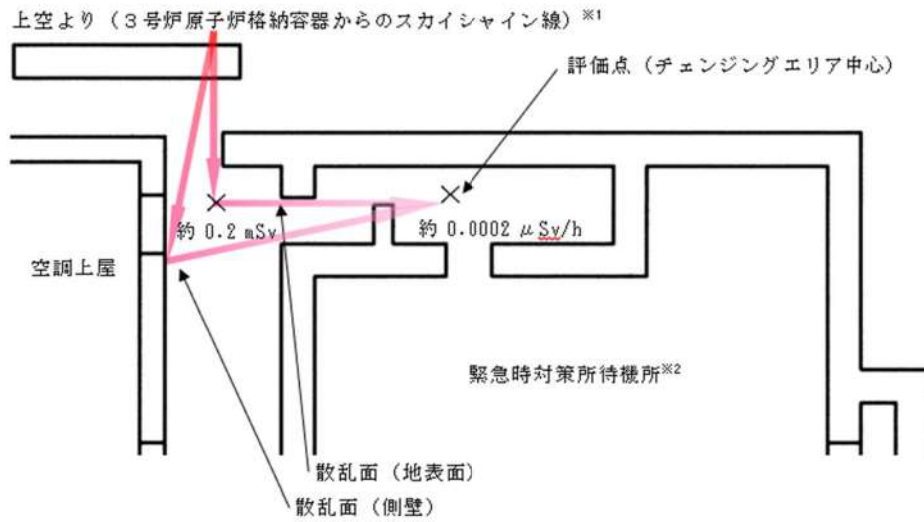 上空より（３号炉原子炉格納容器からのスカイシャイン線）※1
評価点（チェンジングエリア中心）
約 0.2 mSv
約 0.0002 μSv/h
空調上屋
緊急時対策所待機所※2
散乱面（地表面）
散乱面（側壁）